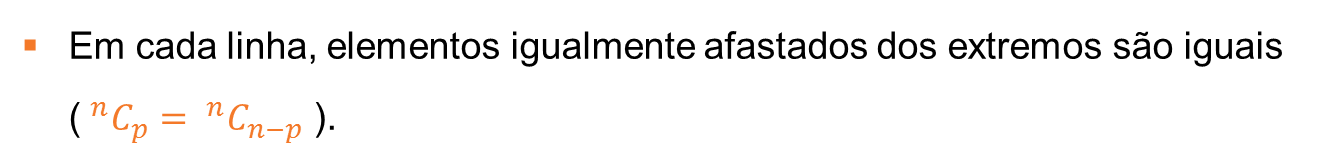 ▪ Em cada linha, elementos igualmente afastados dos extremos são iguais
( ⁿCₚ = ⁿCₙ₋ₚ ).